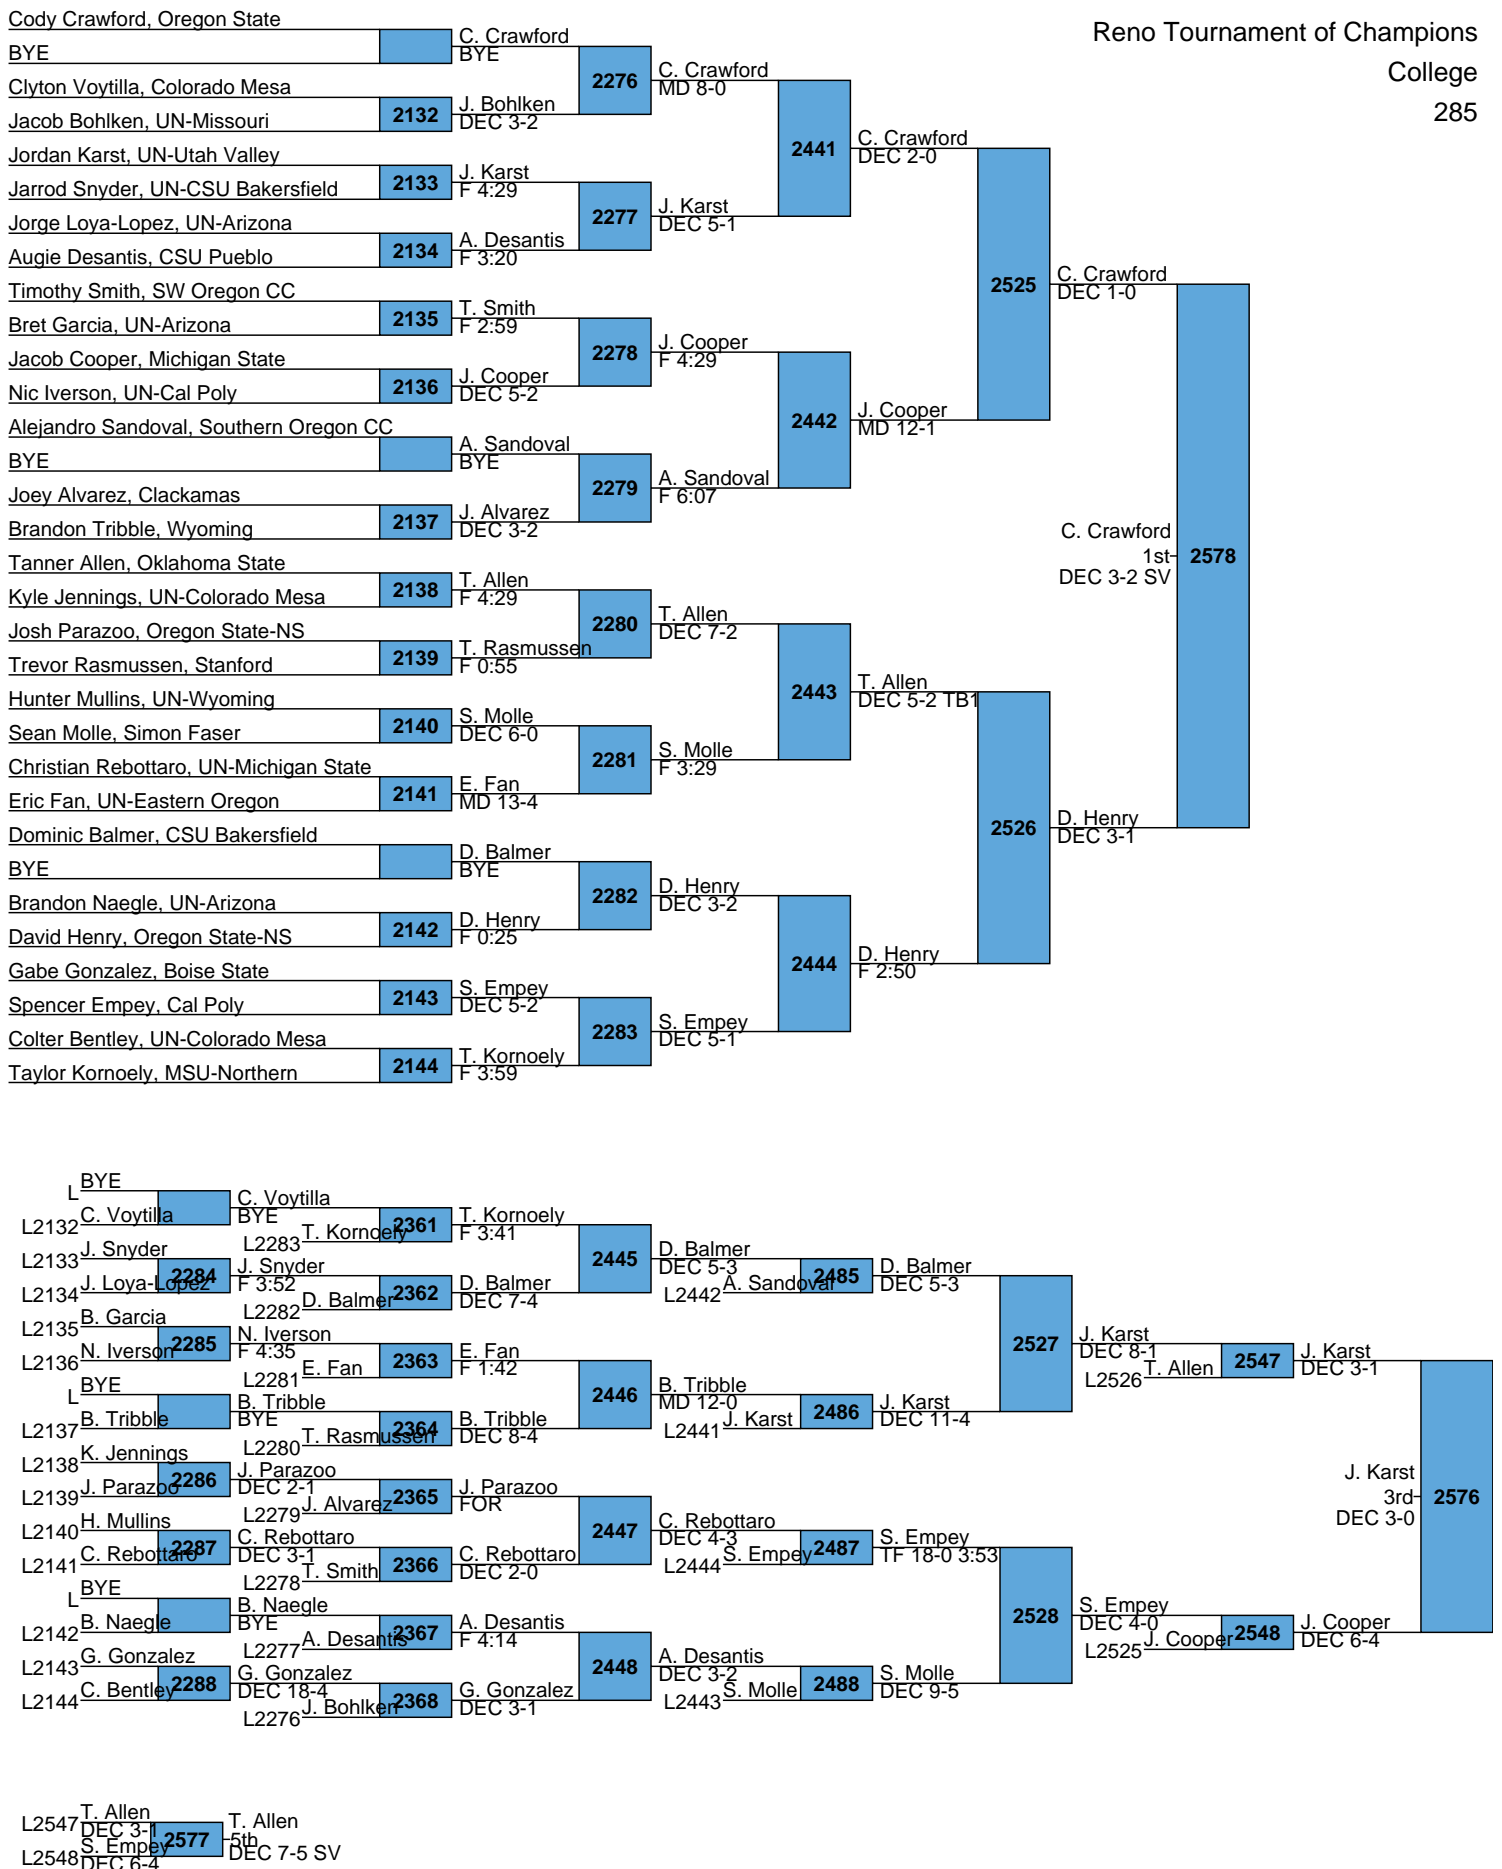 Reno Tournament of Champions
College
285
Cody Crawford, Oregon State
BYE
Clyton Voytilla, Colorado Mesa
Jacob Bohlken, UN-Missouri
Jordan Karst, UN-Utah Valley
Jarrod Snyder, UN-CSU Bakersfield
Jorge Loya-Lopez, UN-Arizona
Augie Desantis, CSU Pueblo
Timothy Smith, SW Oregon CC
Bret Garcia, UN-Arizona
Jacob Cooper, Michigan State
Nic Iverson, UN-Cal Poly
Alejandro Sandoval, Southern Oregon CC
BYE
Joey Alvarez, Clackamas
Brandon Tribble, Wyoming
Tanner Allen, Oklahoma State
Kyle Jennings, UN-Colorado Mesa
Josh Parazoo, Oregon State-NS
Trevor Rasmussen, Stanford
Hunter Mullins, UN-Wyoming
Sean Molle, Simon Faser
Christian Rebottaro, UN-Michigan State
Eric Fan, UN-Eastern Oregon
Dominic Balmer, CSU Bakersfield
BYE
Brandon Naegle, UN-Arizona
David Henry, Oregon State-NS
Gabe Gonzalez, Boise State
Spencer Empey, Cal Poly
Colter Bentley, UN-Colorado Mesa
Taylor Kornoely, MSU-Northern
2132
2133
2134
2135
2136
2137
2138
2139
2140
2141
2142
2143
2144
C. Crawford
BYE
J. Bohlken
DEC 3-2
J. Karst
F 4:29
A. Desantis
F 3:20
T. Smith
F 2:59
J. Cooper
DEC 5-2
A. Sandoval
BYE
J. Alvarez
DEC 3-2
T. Allen
F 4:29
T. Rasmussen
F 0:55
S. Molle
DEC 6-0
E. Fan
MD 13-4
D. Balmer
BYE
D. Henry
F 0:25
S. Empey
DEC 5-2
T. Kornoely
F 3:59
2276
2277
2278
2279
2280
2281
2282
2283
C. Crawford
MD 8-0
J. Karst
DEC 5-1
J. Cooper
F 4:29
A. Sandoval
F 6:07
T. Allen
DEC 7-2
S. Molle
F 3:29
D. Henry
DEC 3-2
S. Empey
DEC 5-1
2441
2442
2443
2444
C. Crawford
DEC 2-0
J. Cooper
MD 12-1
T. Allen
DEC 5-2 TB1
D. Henry
F 2:50
2525
2526
C. Crawford
DEC 1-0
D. Henry
DEC 3-1
C. Crawford
1st
DEC 3-2 SV
2578
L
BYE
L2132
C. Voytilla
L2133
J. Snyder
L2134
J. Loya-Lopez
L2135
B. Garcia
L2136
N. Iverson
L
BYE
L2137
B. Tribble
L2138
K. Jennings
L2139
J. Parazoo
L2140
H. Mullins
L2141
C. Rebottaro
L
BYE
L2142
B. Naegle
L2143
G. Gonzalez
L2144
C. Bentley
2284
2285
2286
2287
2288
C. Voytilla
BYE
L2283
T. Kornoely
J. Snyder
F 3:52
L2282
D. Balmer
N. Iverson
F 4:35
L2281
E. Fan
B. Tribble
BYE
L2280
T. Rasmussen
J. Parazoo
DEC 2-1
L2279
J. Alvarez
C. Rebottaro
DEC 3-1
L2278
T. Smith
B. Naegle
BYE
L2277
A. Desantis
G. Gonzalez
DEC 18-4
L2276
J. Bohlken
2361
2362
2363
2364
2365
2366
2367
2368
T. Kornoely
F 3:41
D. Balmer
DEC 7-4
E. Fan
F 1:42
B. Tribble
DEC 8-4
J. Parazoo
FOR
C. Rebottaro
DEC 2-0
A. Desantis
F 4:14
G. Gonzalez
DEC 3-1
2445
2446
2447
2448
D. Balmer
DEC 5-3
L2442
A. Sandoval
B. Tribble
MD 12-0
L2441
J. Karst
C. Rebottaro
DEC 4-3
L2444
S. Empey
A. Desantis
DEC 3-2
L2443
S. Molle
2485
2486
2487
2488
D. Balmer
DEC 5-3
J. Karst
DEC 11-4
S. Empey
TF 18-0 3:53
S. Molle
DEC 9-5
2527
2528
J. Karst
DEC 8-1
L2526
T. Allen
S. Empey
DEC 4-0
L2525
J. Cooper
2547
2548
J. Karst
DEC 3-1
J. Cooper
DEC 6-4
J. Karst
3rd
DEC 3-0
2576
L2547
T. Allen
DEC 3-1
L2548
S. Empey
DEC 6-4
2577
T. Allen
5th
DEC 7-5 SV